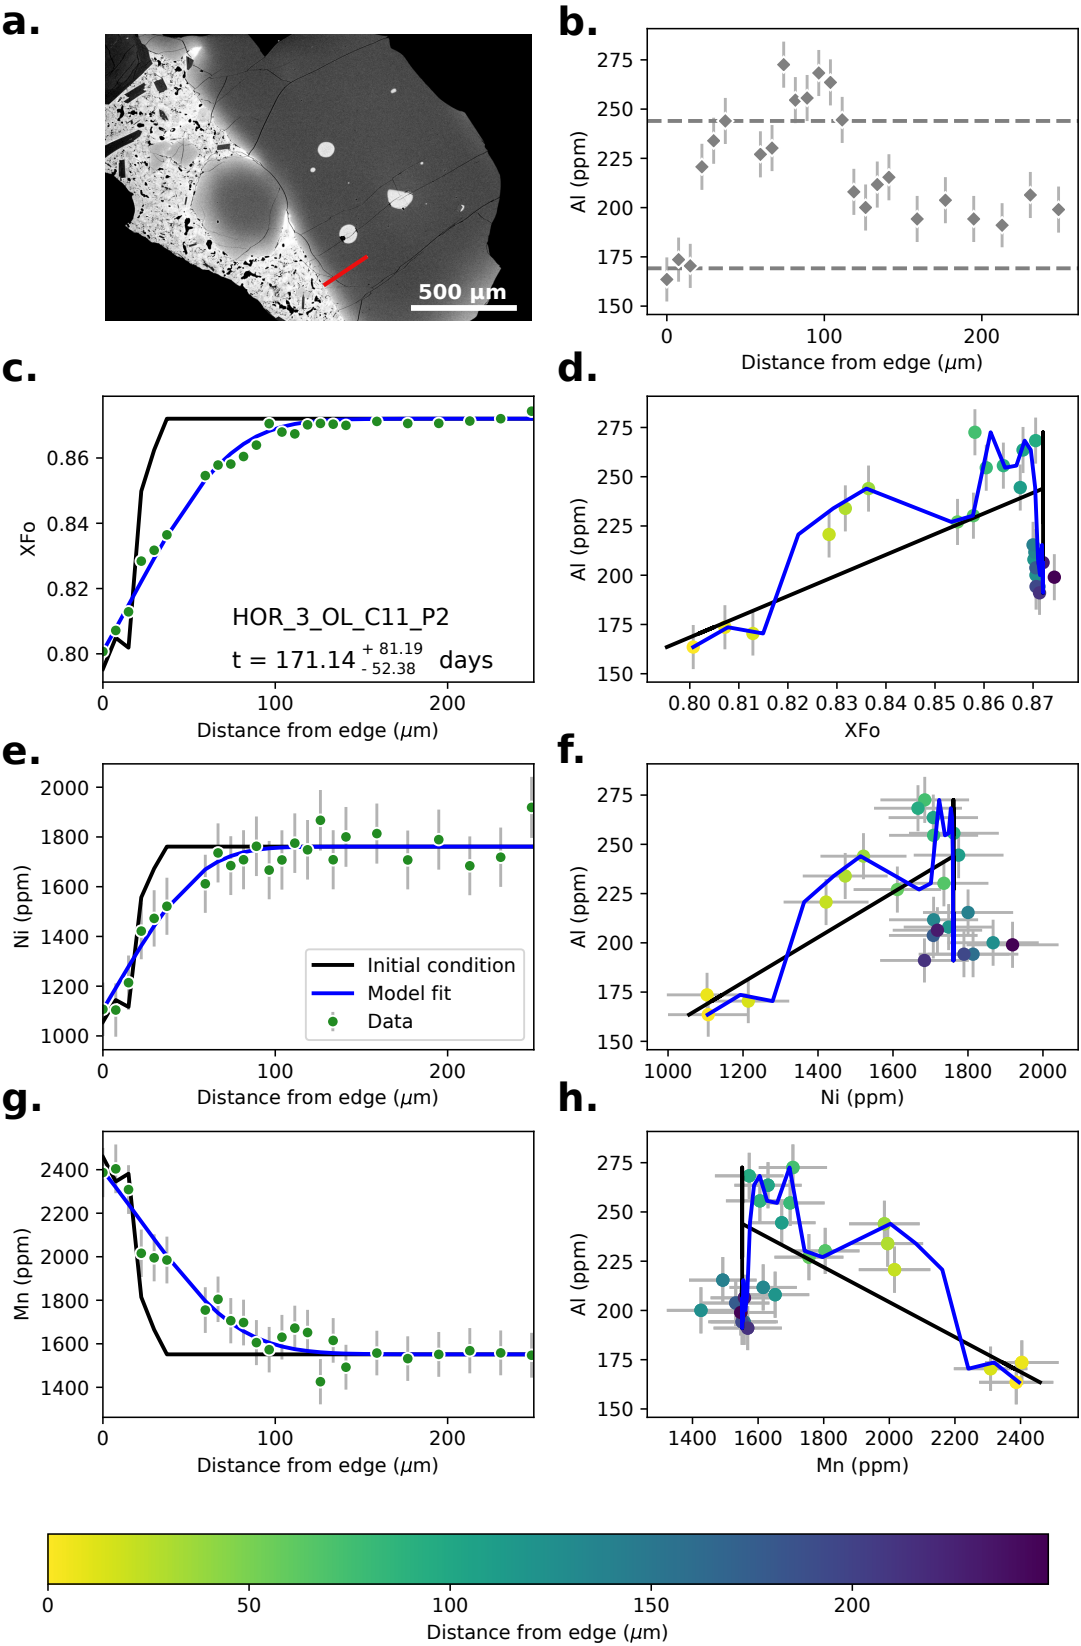 a.
500 µm
b.
275
250
225
200
175
150
Al (ppm)
0 100 200
Distance from edge (µm)
c.
0.86
0.84
0.82
0.80
XFo
HOR_3_OL_C11_P2
t = 171.14 + 81.19 - 52.38 days
0 100 200
Distance from edge (µm)
d.
275
250
225
200
175
150
Al (ppm)
0.80 0.81 0.82 0.83 0.84 0.85 0.86 0.87
XFo
e.
2000
1800
1600
1400
1200
1000
Ni (ppm)
Initial condition
Model fit
Data
0 100 200
Distance from edge (µm)
f.
275
250
225
200
175
150
Al (ppm)
1000 1200 1400 1600 1800 2000
Ni (ppm)
g.
2400
2200
2000
1800
1600
1400
Mn (ppm)
0 100 200
Distance from edge (µm)
h.
275
250
225
200
175
150
Al (ppm)
1400 1600 1800 2000 2200 2400
Mn (ppm)
0 50 100 150 200
Distance from edge (µm)